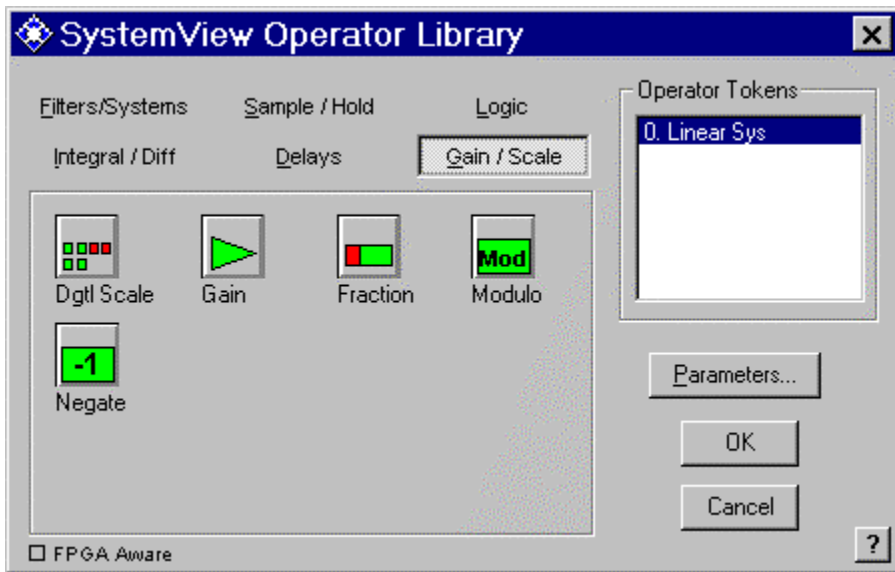 SystemView Operator Library
Filters/Systems Sample / Hold Logic
Integral / Diff Delays Gain / Scale
Operator Tokens
0. Linear Sys
Mod
Dgtl Scale Gain Fraction Modulo
-1
Negate
Parameters...
OK
Cancel
FPGA Aware
?